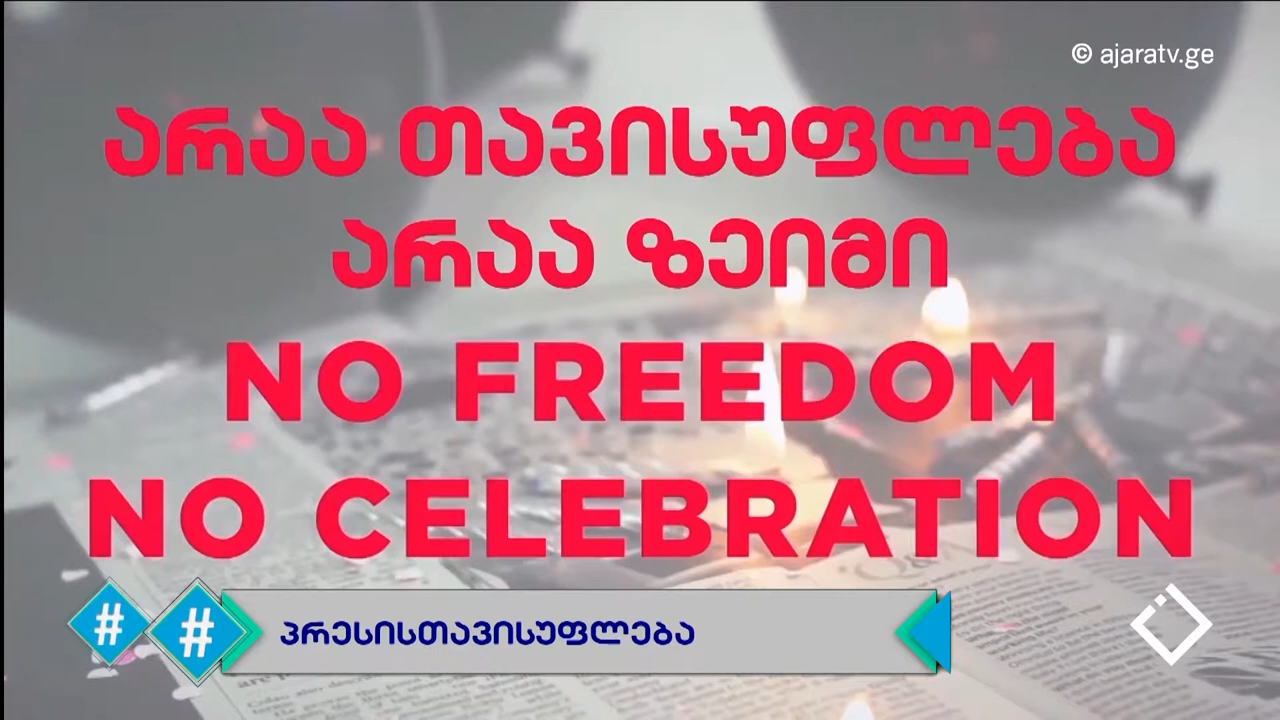 © ajaratv.ge
არაა თავისუფლება
არაა ზეიმი
NO FREEDOM
NO CELEBRATION
# # პრესისთავისუფლება